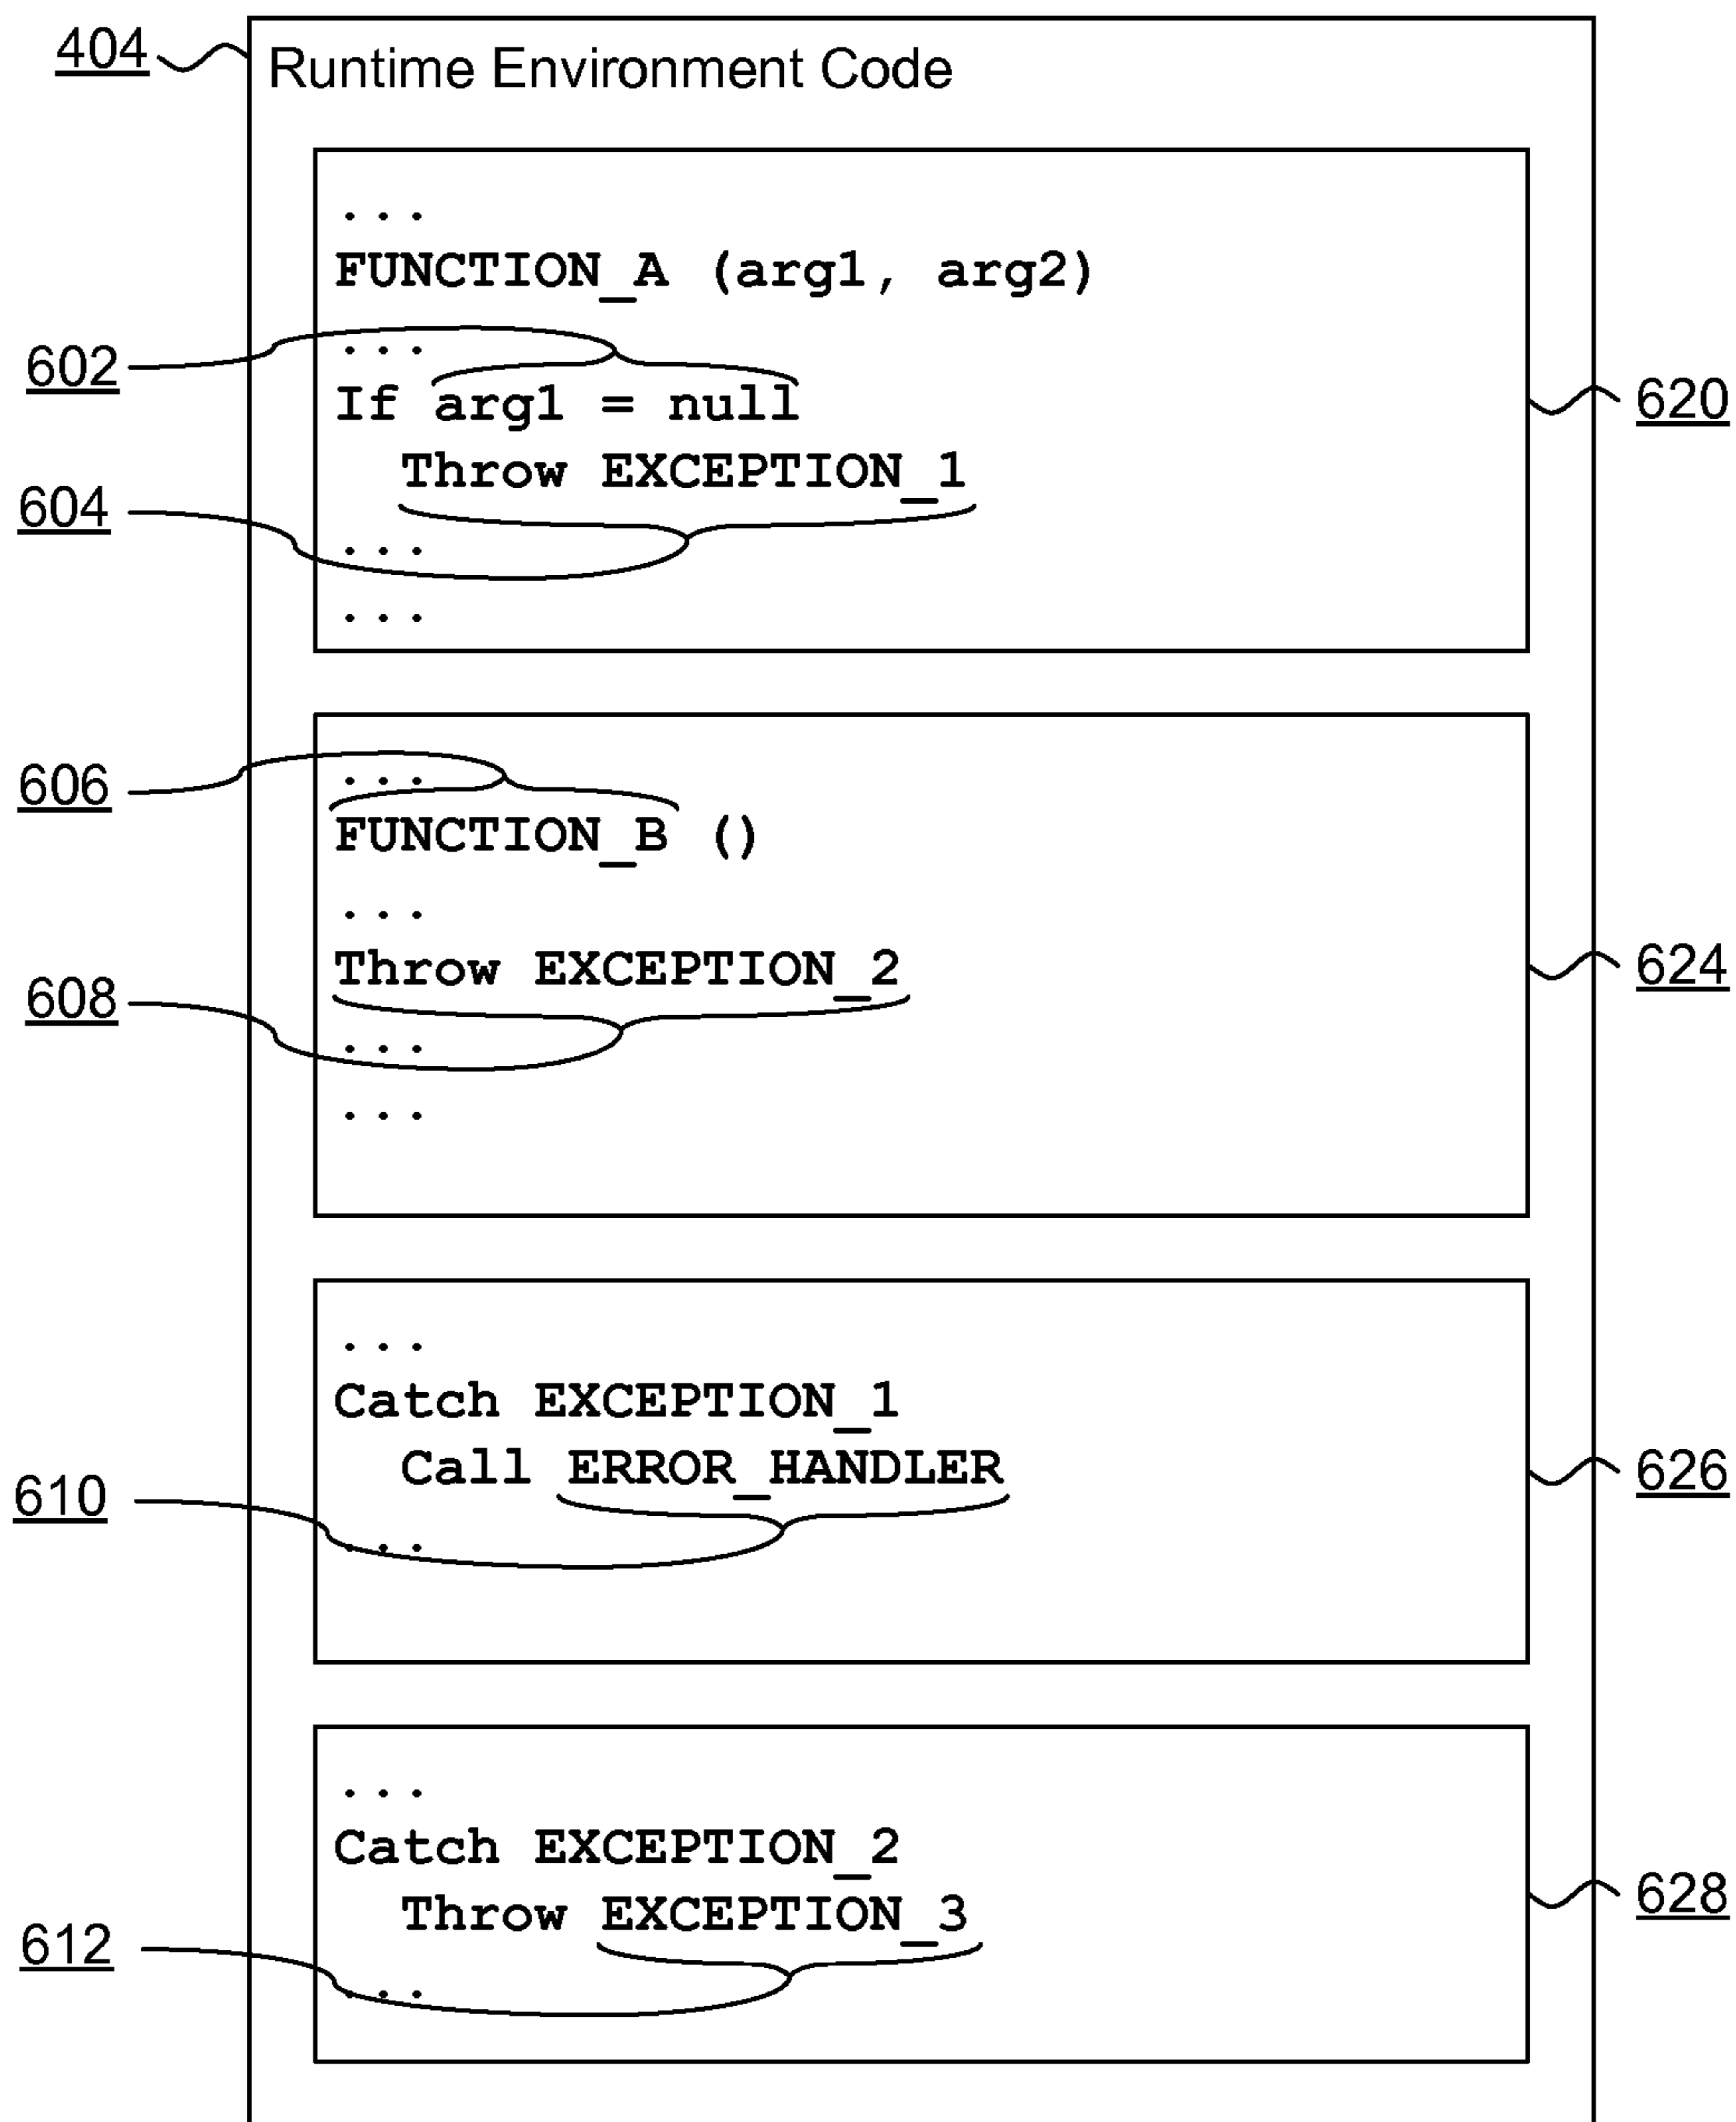 404 Runtime Environment Code
...
FUNCTION_A (arg1, arg2)
602 ...
If arg1 = null 620
Throw EXCEPTION_1
604
...
...
606 ...
FUNCTION_B ()
...
Throw EXCEPTION_2 624
608
...
...
...
Catch EXCEPTION_1
Call ERROR_HANDLER 626
610
...
...
Catch EXCEPTION_2
Throw EXCEPTION_3 628
612
...